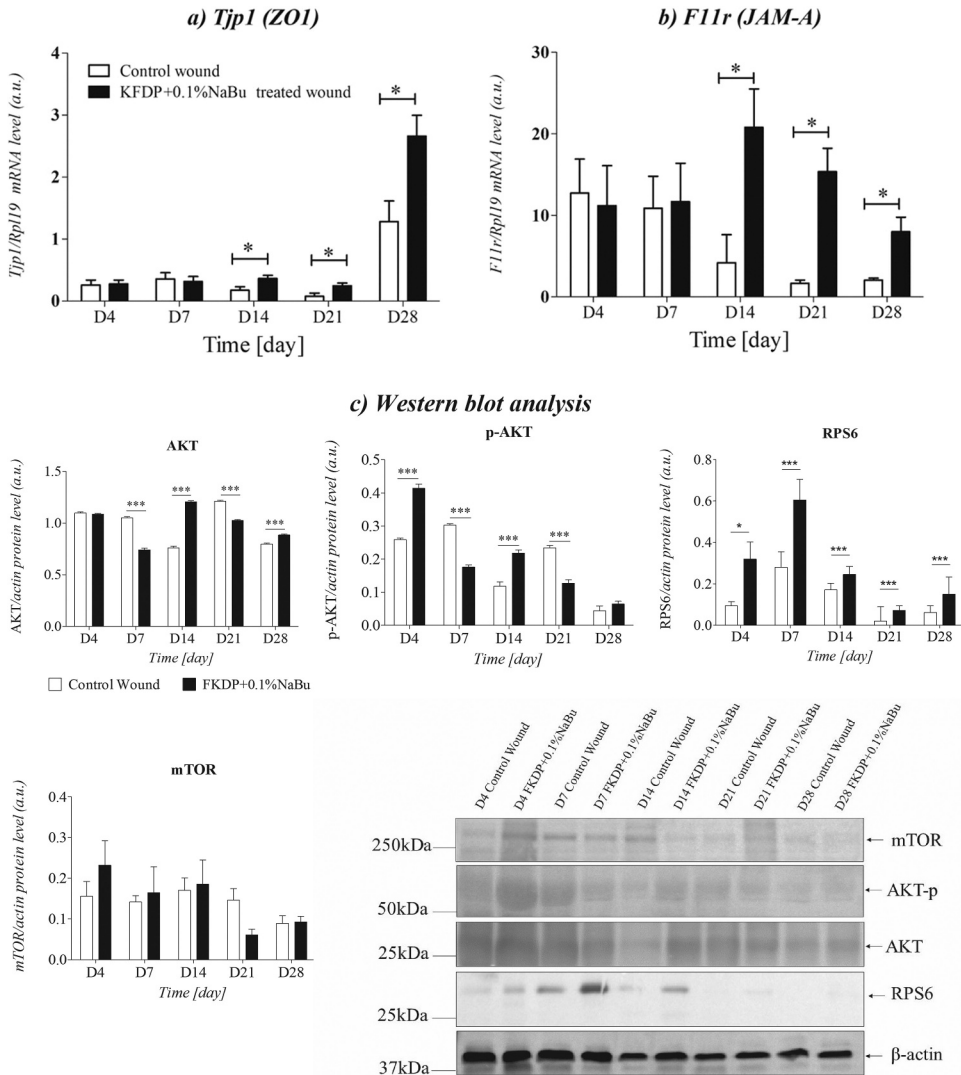 a) Tjp1 (ZO1)
Tjp1/Rpl19 mRNA level (a.u.)
4
3
2
1
0
Control wound
KFDP+0.1%NaBu treated wound
*
*
*
D4 D7 D14 D21 D28
Time [day]
b) F11r (JAM-A)
F11r/Rpl19 mRNA level (a.u.)
30
20
10
0
*
*
*
D4 D7 D14 D21 D28
Time [day]
c) Western blot analysis
AKT
AKT/actin protein level (a.u.)
1.5
1.0
0.5
0.0
***
***
***
***
D4 D7 D14 D21 D28
Time [day]
p-AKT
p-AKT/actin protein level (a.u.)
0.5
0.4
0.3
0.2
0.1
0.0
***
***
***
***
D4 D7 D14 D21 D28
Time [day]
RPS6
RPS6/actin protein level (a.u.)
0.8
0.6
0.4
0.2
0.0
*
***
***
***
***
D4 D7 D14 D21 D28
Time [day]
Control Wound FKDP+0.1%NaBu
mTOR
mTOR/actin protein level (a.u.)
0.4
0.3
0.2
0.1
0.0
D4 D7 D14 D21 D28
Time [day]
D4 Control Wound
D4 FKDP+0.1%NaBu
D7 Control Wound
D7 FKDP+0.1%NaBu
D14 Control Wound
D14 FKDP+0.1%NaBu
D21 Control Wound
D21 FKDP+0.1%NaBu
D28 Control Wound
D28 FKDP+0.1%NaBu
250kDa
mTOR
50kDa
AKT-p
25kDa
AKT
25kDa
RPS6
37kDa
β-actin